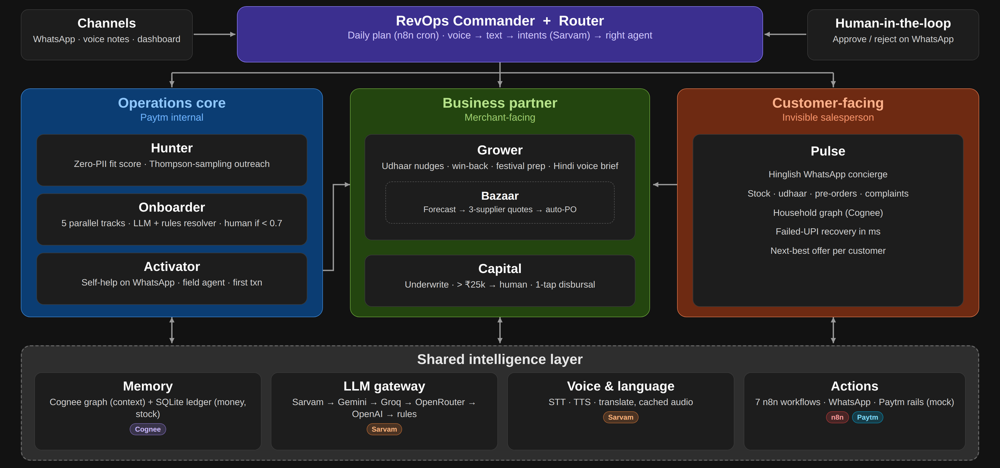 Channels
WhatsApp · voice notes · dashboard
RevOps Commander + Router
Daily plan (n8n cron) · voice → text → intents (Sarvam) → right agent
Human-in-the-loop
Approve / reject on WhatsApp
Operations core
Paytm internal
Hunter
Zero-PII fit score · Thompson-sampling outreach
Onboarder
5 parallel tracks · LLM + rules resolver · human if < 0.7
Activator
Self-help on WhatsApp · field agent · first txn
Business partner
Merchant-facing
Grower
Udhaar nudges · win-back · festival prep · Hindi voice brief
Bazaar
Forecast → 3-supplier quotes → auto-PO
Capital
Underwrite · > ₹25k → human · 1-tap disbursal
Customer-facing
Invisible salesperson
Pulse
Hinglish WhatsApp concierge
Stock · udhaar · pre-orders · complaints
Household graph (Cognee)
Failed-UPI recovery in ms
Next-best offer per customer
Shared intelligence layer
Memory
Cognee graph (context) + SQLite ledger (money,
stock)
Cognee
LLM gateway
Sarvam → Gemini → Groq → OpenRouter →
OpenAI → rules
Sarvam
Voice & language
STT · TTS · translate, cached audio
Sarvam
Actions
7 n8n workflows · WhatsApp · Paytm rails (mock)
n8n Paytm